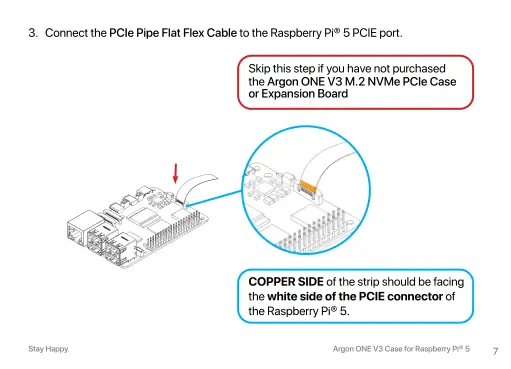 3. Connect the PCIe Pipe Flat Flex Cable to the Raspberry Pi® 5 PCIE port.
Skip this step if you have not purchased
the Argon ONE V3 M.2 NVMe PCIe Case
or Expansion Board
COPPER SIDE of the strip should be facing
the white side of the PCIE connector of
the Raspberry Pi® 5.
Stay Happy.
Argon ONE V3 Case for Raspberry Pi® 5
7